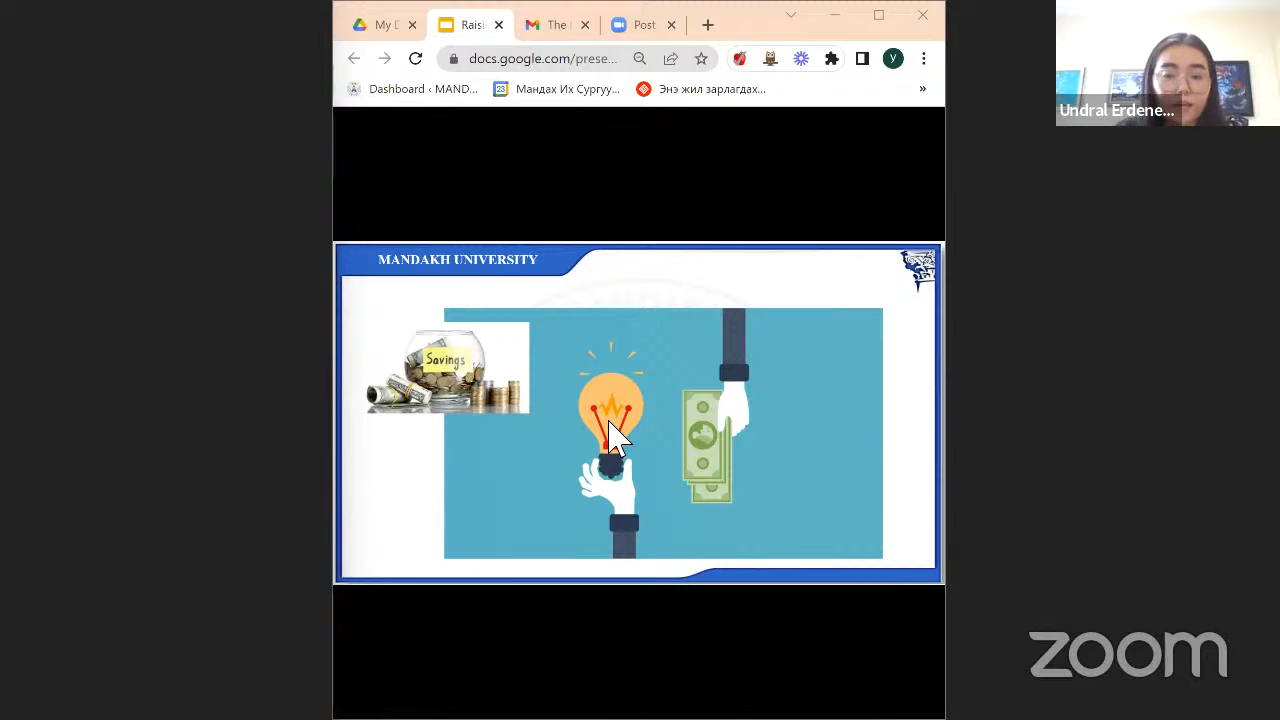 My D
Raisi
The
Post
docs.google.com/prese...
y
Dashboard
MAND...
23
Мандах Их Сургуу...
Энэ жил зарлагдах...
Undral Erdene...
MANDAKH UNIVERSITY
Savings
zoom